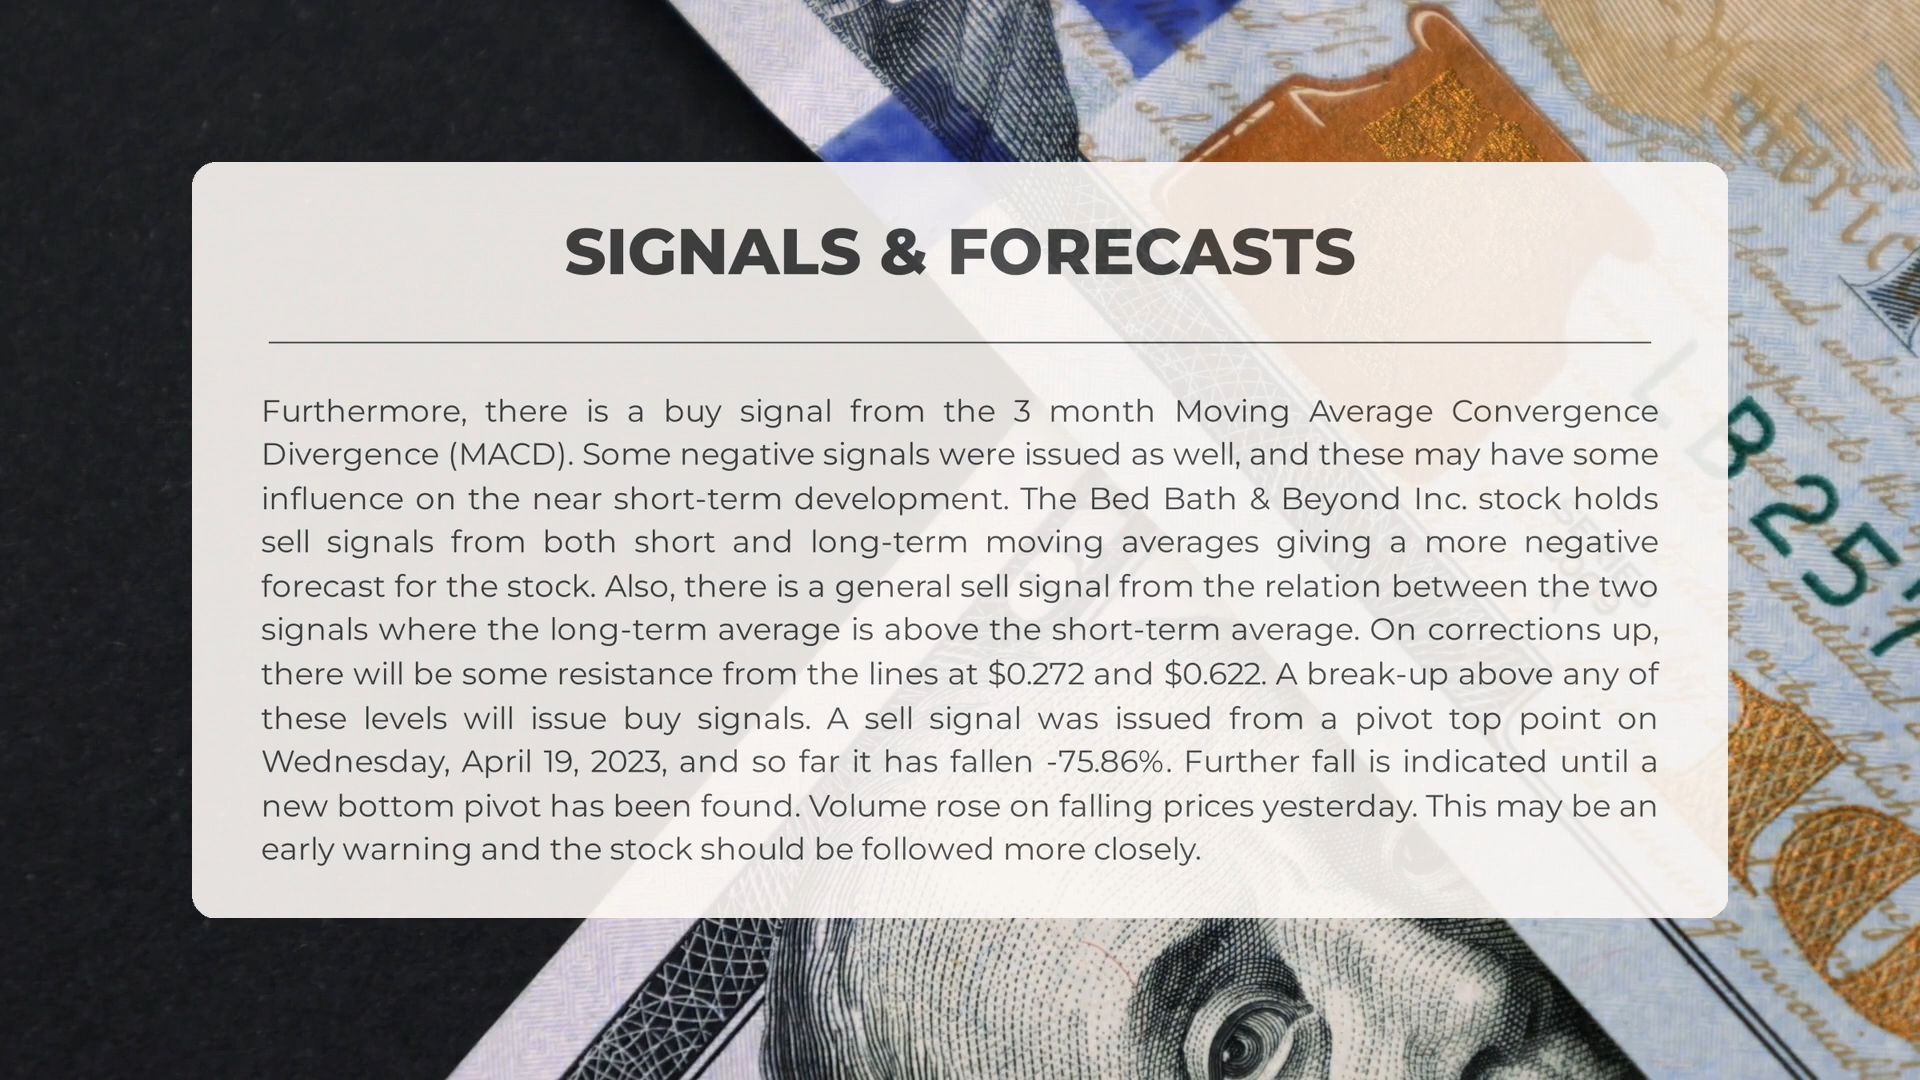 SIGNALS & FORECASTS
Furthermore, there is a buy signal from the 3 month Moving Average Convergence
Divergence (MACD). Some negative signals were issued as well, and these may have some
influence on the near short-term development. The Bed Bath & Beyond Inc. stock holds
sell signals from both short and long-term moving averages giving a more negative
forecast for the stock. Also, there is a general sell signal from the relation between the two
signals where the long-term average is above the short-term average. On corrections up,
there will be some resistance from the lines at $0.272 and $0.622. A break-up above any of
these levels will issue buy signals. A sell signal was issued from a pivot top point on
Wednesday, April 19, 2023, and so far it has fallen -75.86%. Further fall is indicated until a
new bottom pivot has been found. Volume rose on falling prices yesterday. This may be an
early warning and the stock should be followed more closely.
LB25